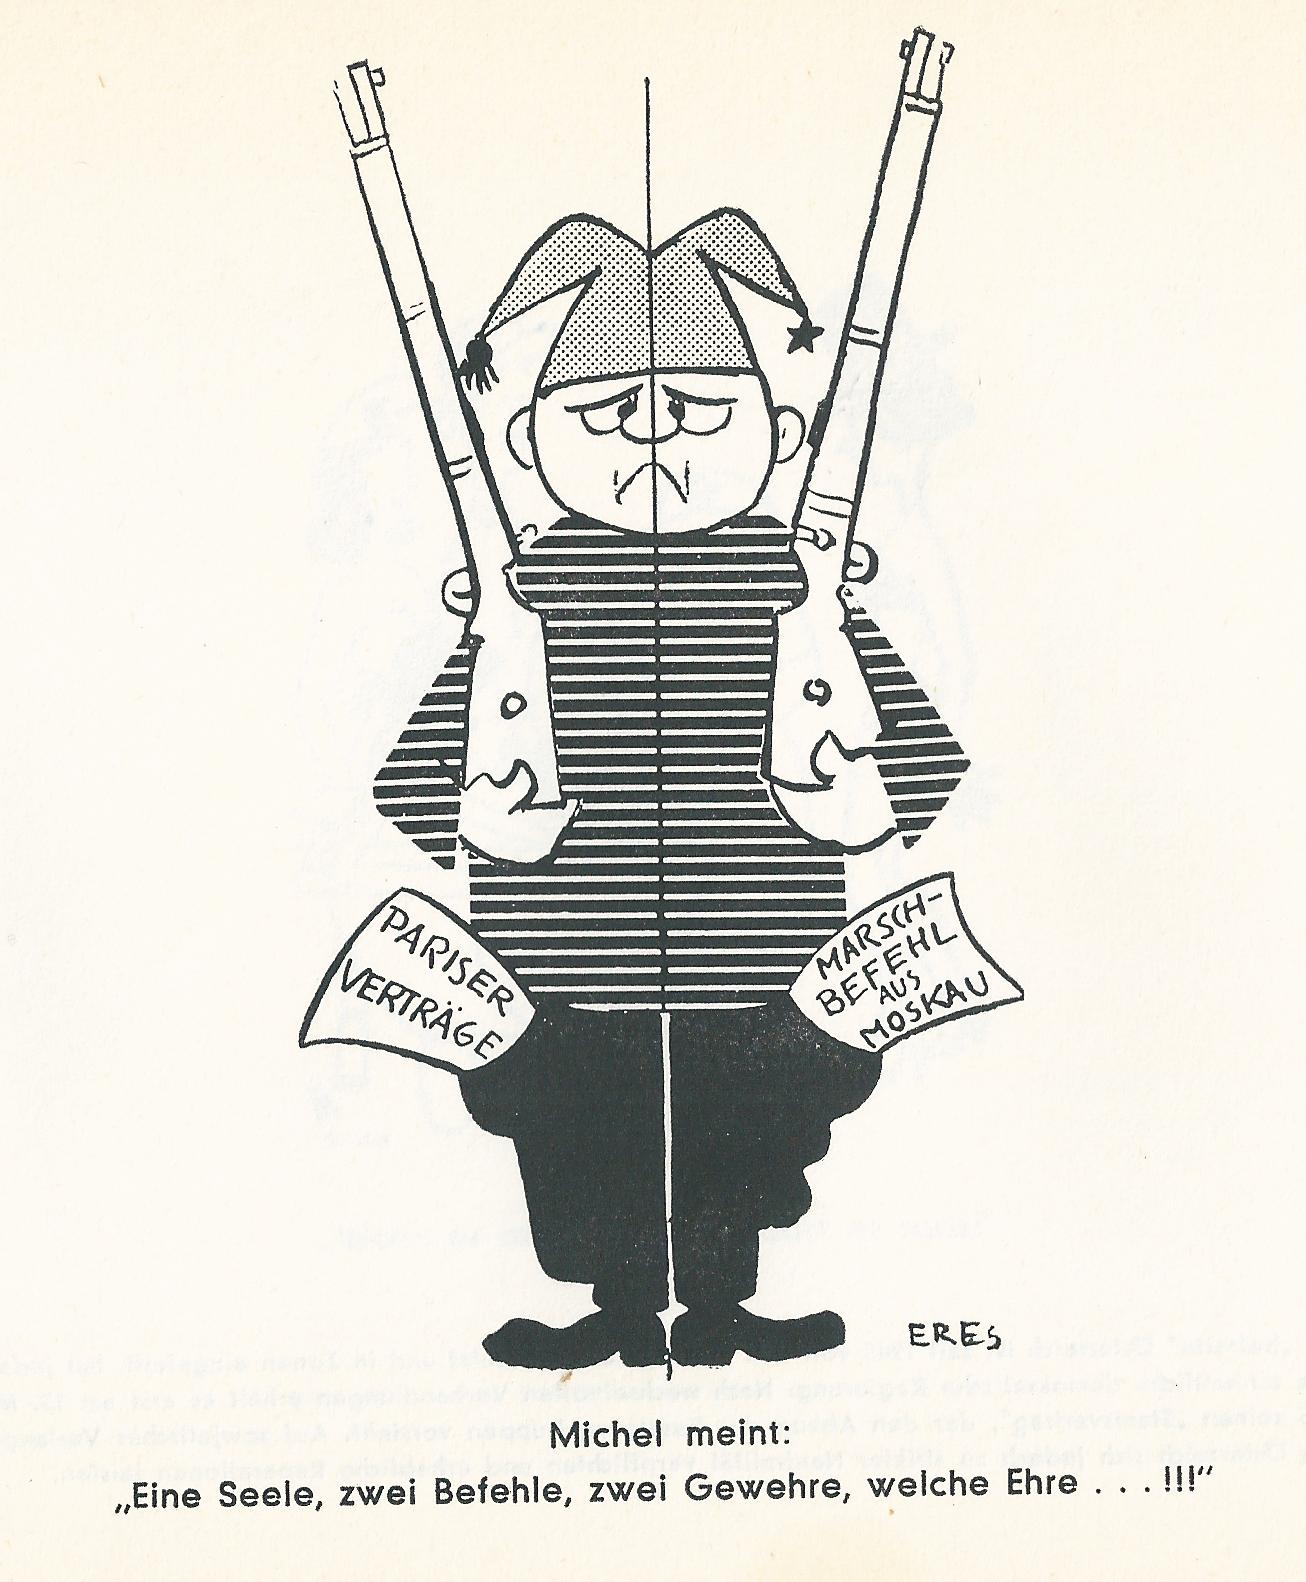 PARISER
VERTRÄGE
MARSCH-
BEFEHL
AUS
MOSKAU
ERES
Michel meint:
„Eine Seele, zwei Befehle, zwei Gewehre, welche Ehre . . . !!!“